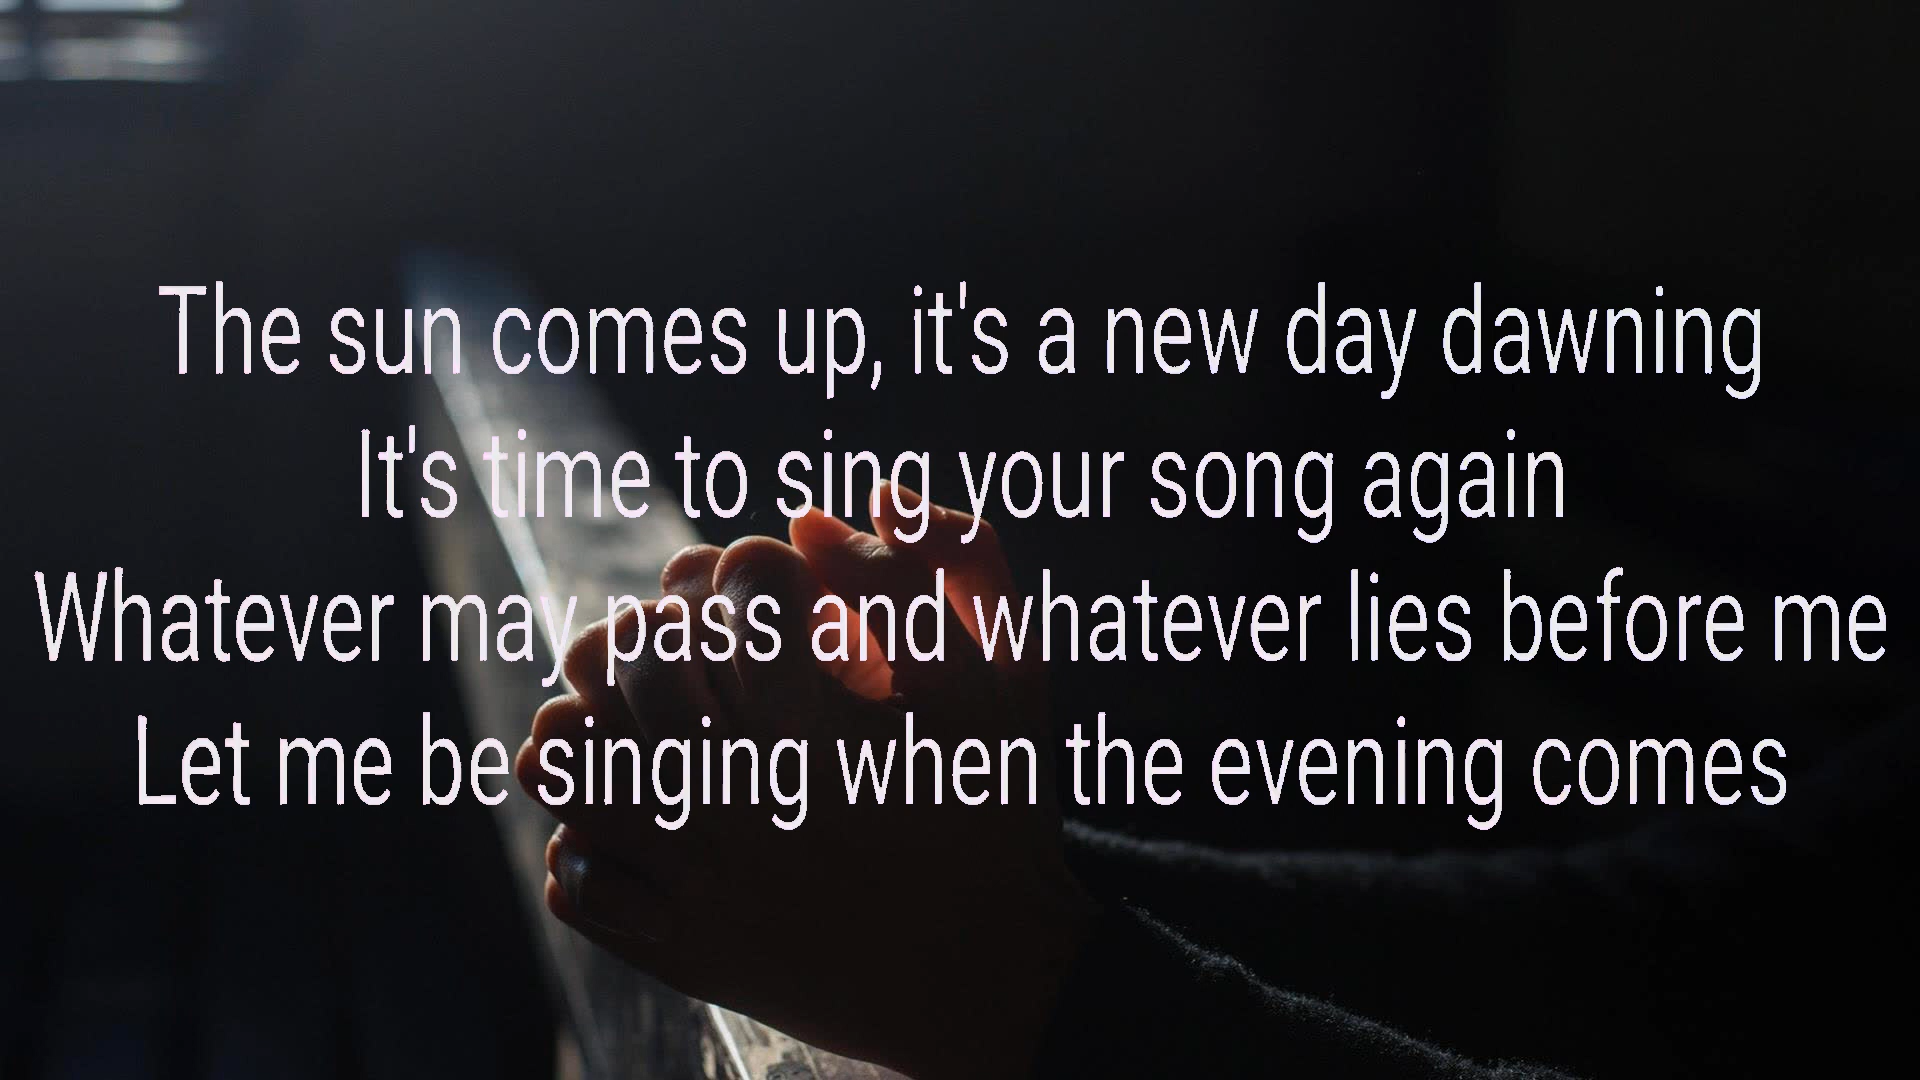 The sun comes up, it's a new day dawning
It's time to sing your song again
Whatever may pass and whatever lies before me
Let me be singing when the evening comes